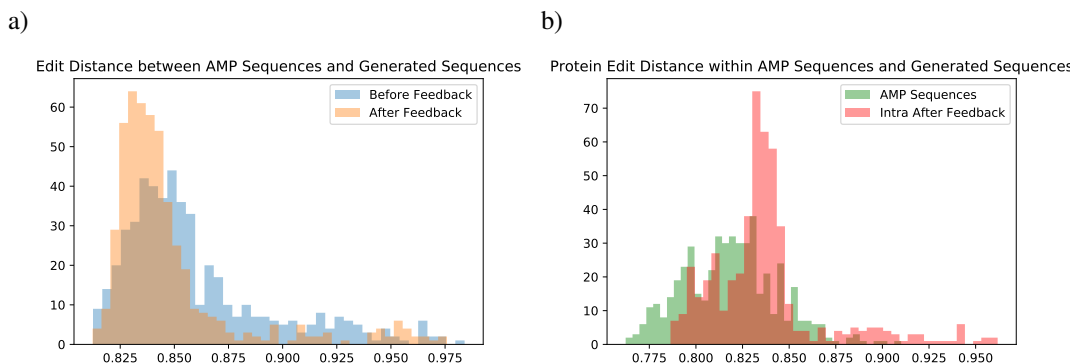 a)
b)
Edit Distance between AMP Sequences and Generated Sequences
Protein Edit Distance within AMP Sequences and Generated Sequences
Before Feedback
After Feedback
AMP Sequences
Intra After Feedback
60
50
40
30
20
10
0
0.825 0.850 0.875 0.900 0.925 0.950 0.975
70
60
50
40
30
20
10
0
0.775 0.800 0.825 0.850 0.875 0.900 0.925 0.950